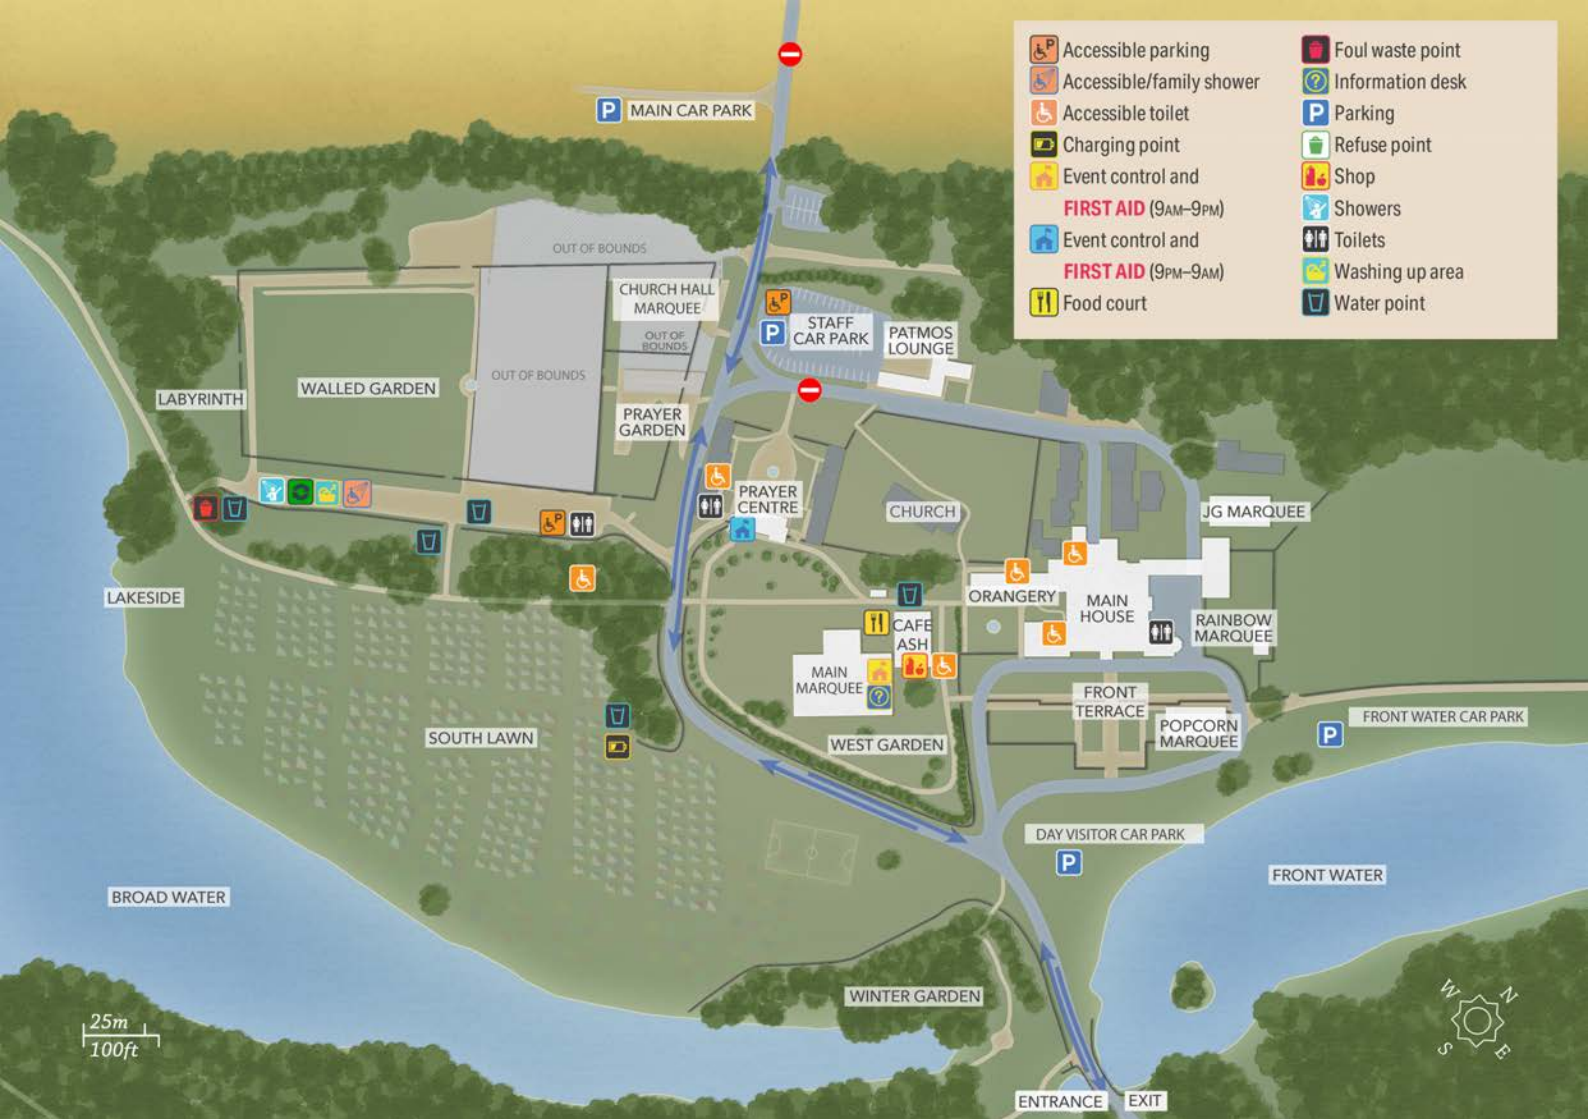 Accessible parking
Accessible/family shower
Accessible toilet
Charging point
Event control and
FIRST AID (9AM–9PM)
Event control and
FIRST AID (9PM–9AM)
Food court
Foul waste point
Information desk
Parking
Refuse point
Shop
Showers
Toilets
Washing up area
Water point
P
MAIN CAR PARK
OUT OF BOUNDS
CHURCH HALL
MARQUEE
OUT OF
BOUNDS
OUT OF BOUNDS
P
P
STAFF
CAR PARK
PATMOS
LOUNGE
LABYRINTH
WALLED GARDEN
PRAYER
GARDEN
PRAYER
CENTRE
CHURCH
JG MARQUEE
P
LAKESIDE
ORANGERY
MAIN
HOUSE
RAINBOW
MARQUEE
CAFE
ASH
MAIN
MARQUEE
?
FRONT
TERRACE
POPCORN
MARQUEE
FRONT WATER CAR PARK
P
SOUTH LAWN
WEST GARDEN
DAY VISITOR CAR PARK
P
FRONT WATER
BROAD WATER
WINTER GARDEN
W N
S E
25m
100ft
ENTRANCE
EXIT